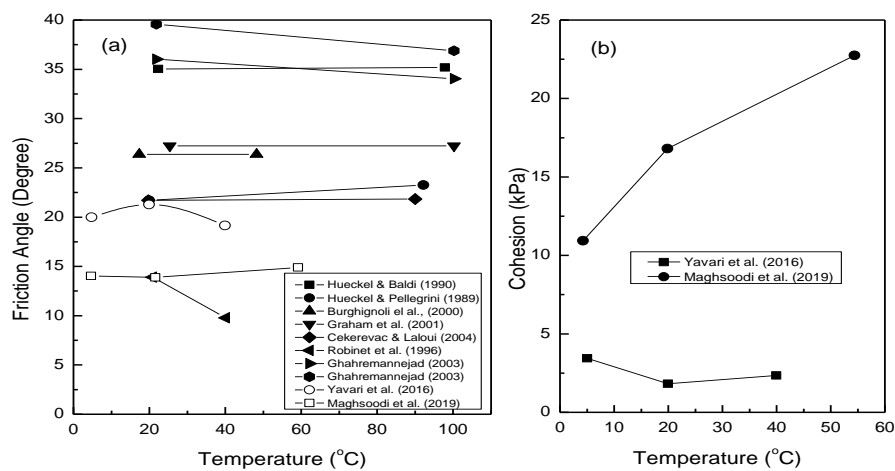 (a)
40
35
30
25
20
15
10
5
0
Friction Angle (Degree)
Hueckel & Baldi (1990)
Hueckel & Pellegrini (1989)
Burghignoli el al., (2000)
Graham et al. (2001)
Cekerevac & Laloui (2004)
Robinet et al. (1996)
Ghahremannejad (2003)
Ghahremannejad (2003)
Yavari et al. (2016)
Maghsoodi et al. (2019)
0 20 40 60 80 100
Temperature (°C)
(b)
25
20
15
10
5
0
Cohesion (kPa)
Yavari et al. (2016)
Maghsoodi et al. (2019)
0 10 20 30 40 50 60
Temperature (°C)